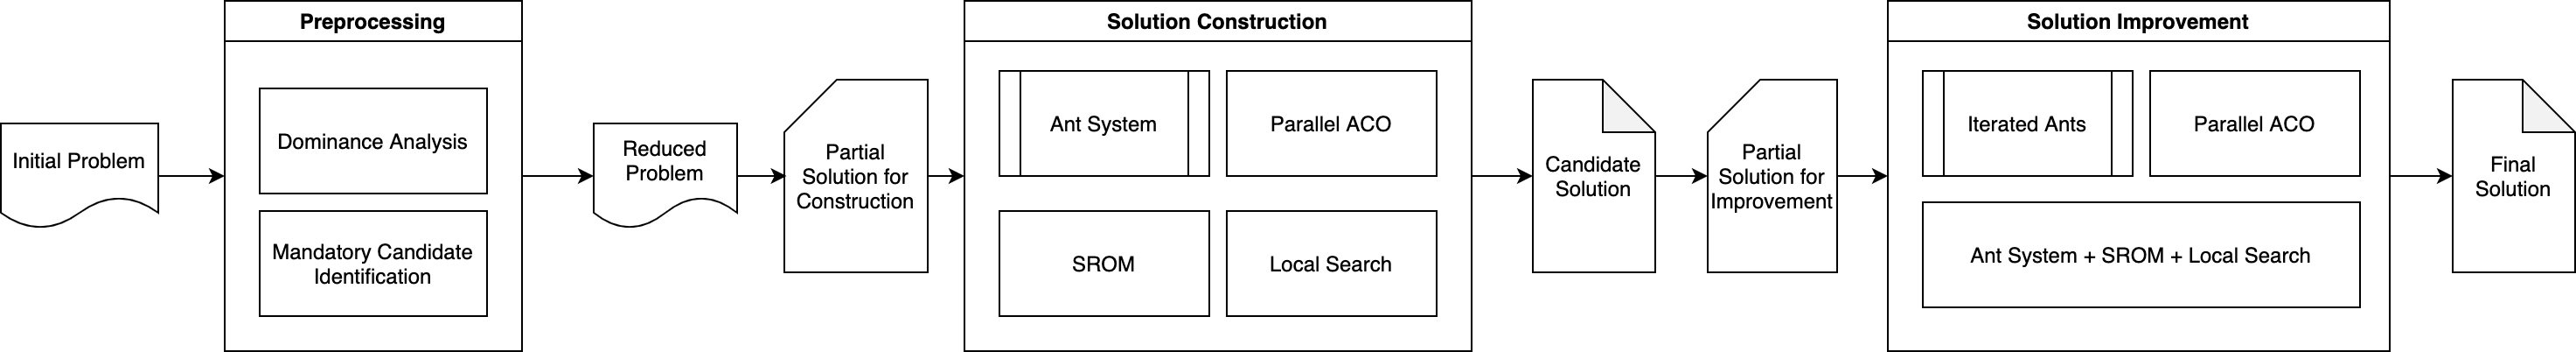 Initial Problem
Preprocessing
Dominance Analysis
Mandatory Candidate
Identification
Reduced
Problem
Partial
Solution for
Construction
Solution Construction
Ant System
Parallel ACO
SROM
Local Search
Candidate
Solution
Partial
Solution for
Improvement
Solution Improvement
Iterated Ants
Parallel ACO
Ant System + SROM + Local Search
Final
Solution